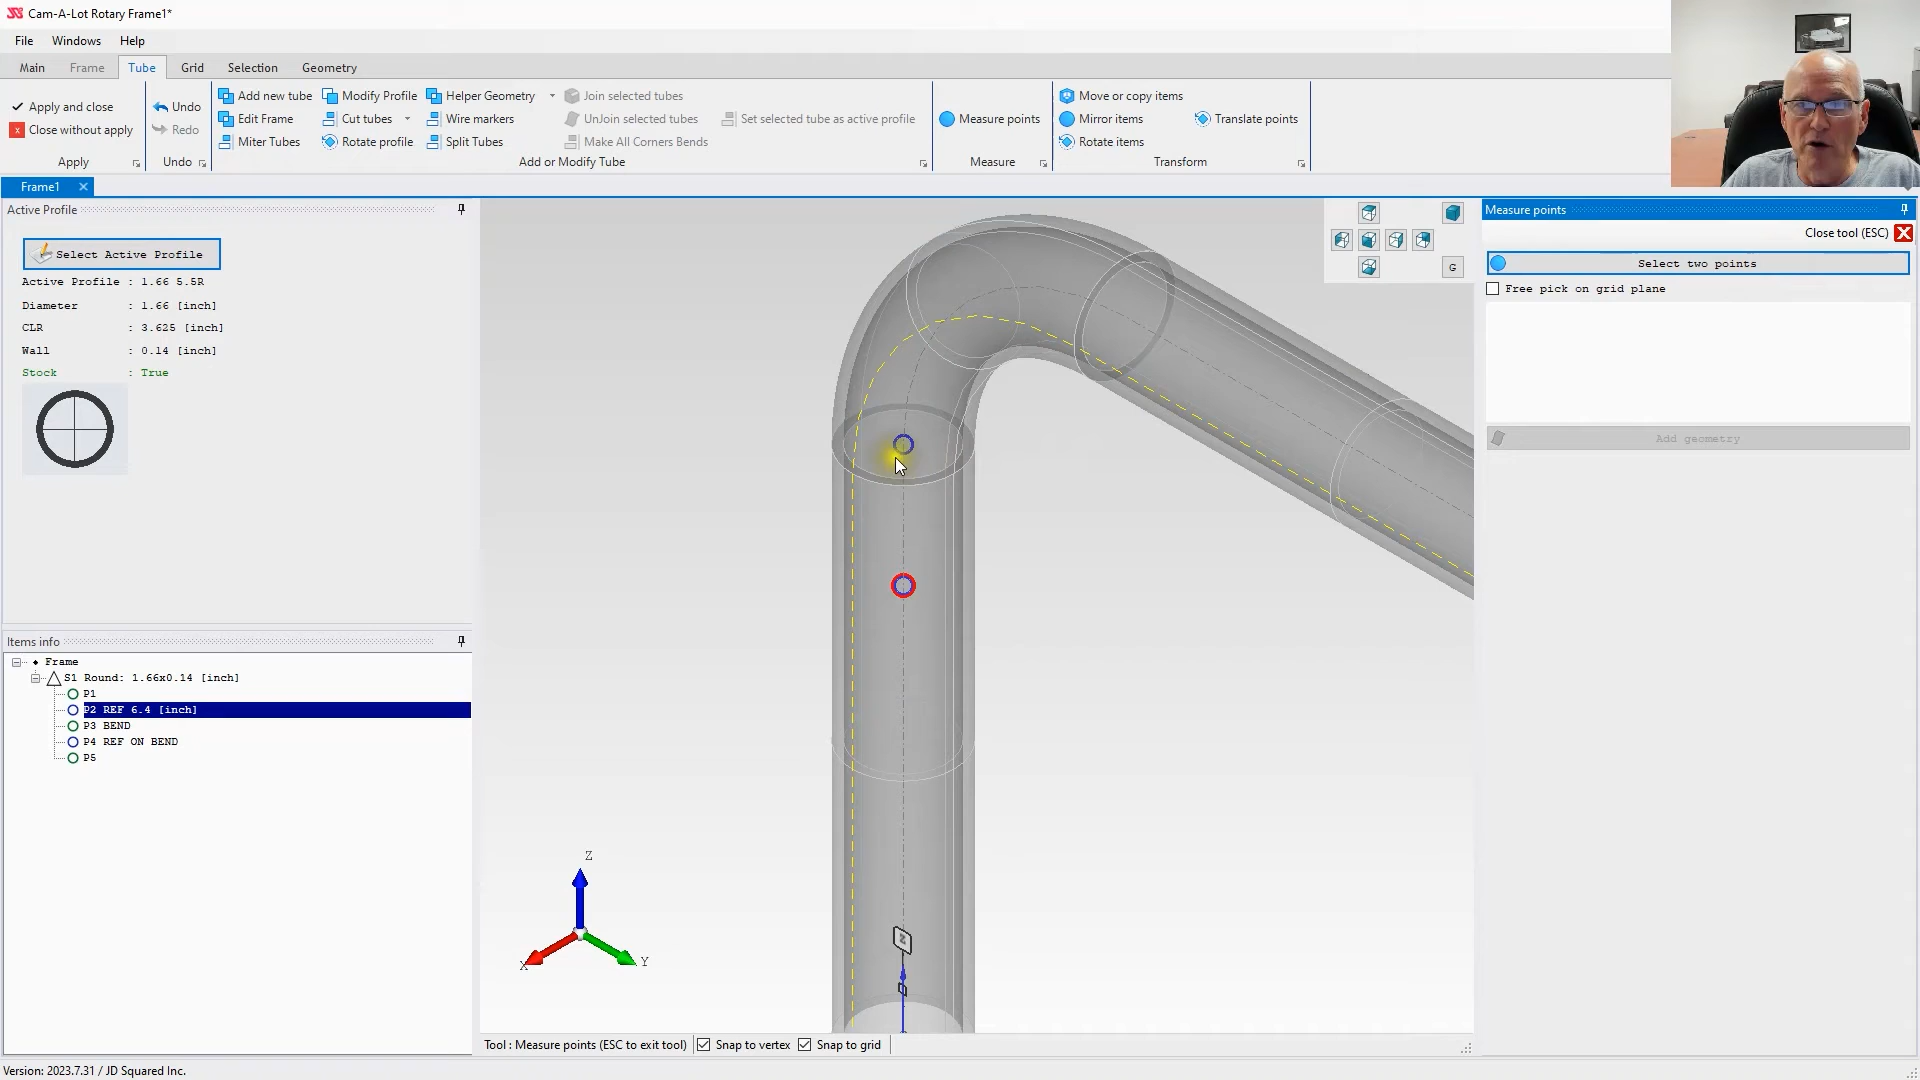 Cam-A-Lot Rotary Frame1*
File Windows Help
Main Frame Tube Grid Selection Geometry
Apply and close
Close without apply
Apply
Undo
Redo
Undo
Add new tube Modify Profile Helper Geometry Join selected tubes
Edit Frame Cut tubes Wire markers UnJoin selected tubes Set selected tube as active profile
Miter Tubes Rotate profile Split Tubes Make All Corners Bends
Add or Modify Tube
Measure points
Measure
Move or copy items
Mirror items Translate points
Rotate items
Transform
Frame1
Active Profile
Select Active Profile
Active Profile : 1.66 5.5R
Diameter : 1.66 [inch]
CLR : 3.625 [inch]
Wall : 0.14 [inch]
Stock : True
Items info
Frame
S1 Round: 1.66x0.14 [inch]
P1
P2 REF 6.4 [inch]
P3 BEND
P4 REF ON BEND
P5
G
Z
Z
X
Y
Tool : Measure points (ESC to exit tool) Snap to vertex Snap to grid
Measure points
Close tool (ESC)
Select two points
Free pick on grid plane
Add geometry
Version: 2023.7.31 / JD Squared Inc.